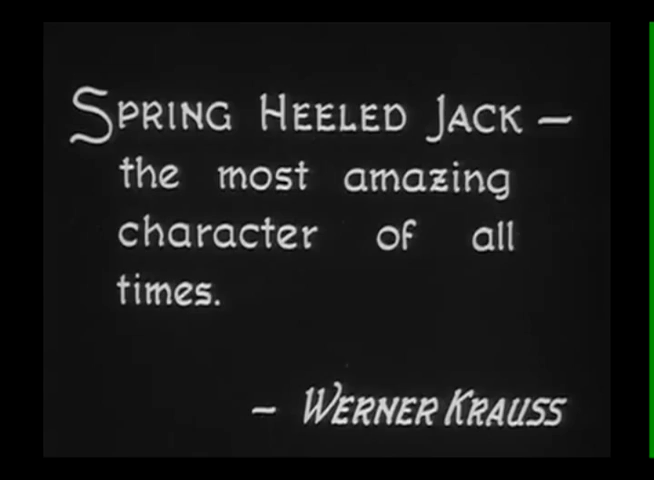 SPRING HEELED JACK —
the most amazing
character of all
times.
— WERNER KRAUSS